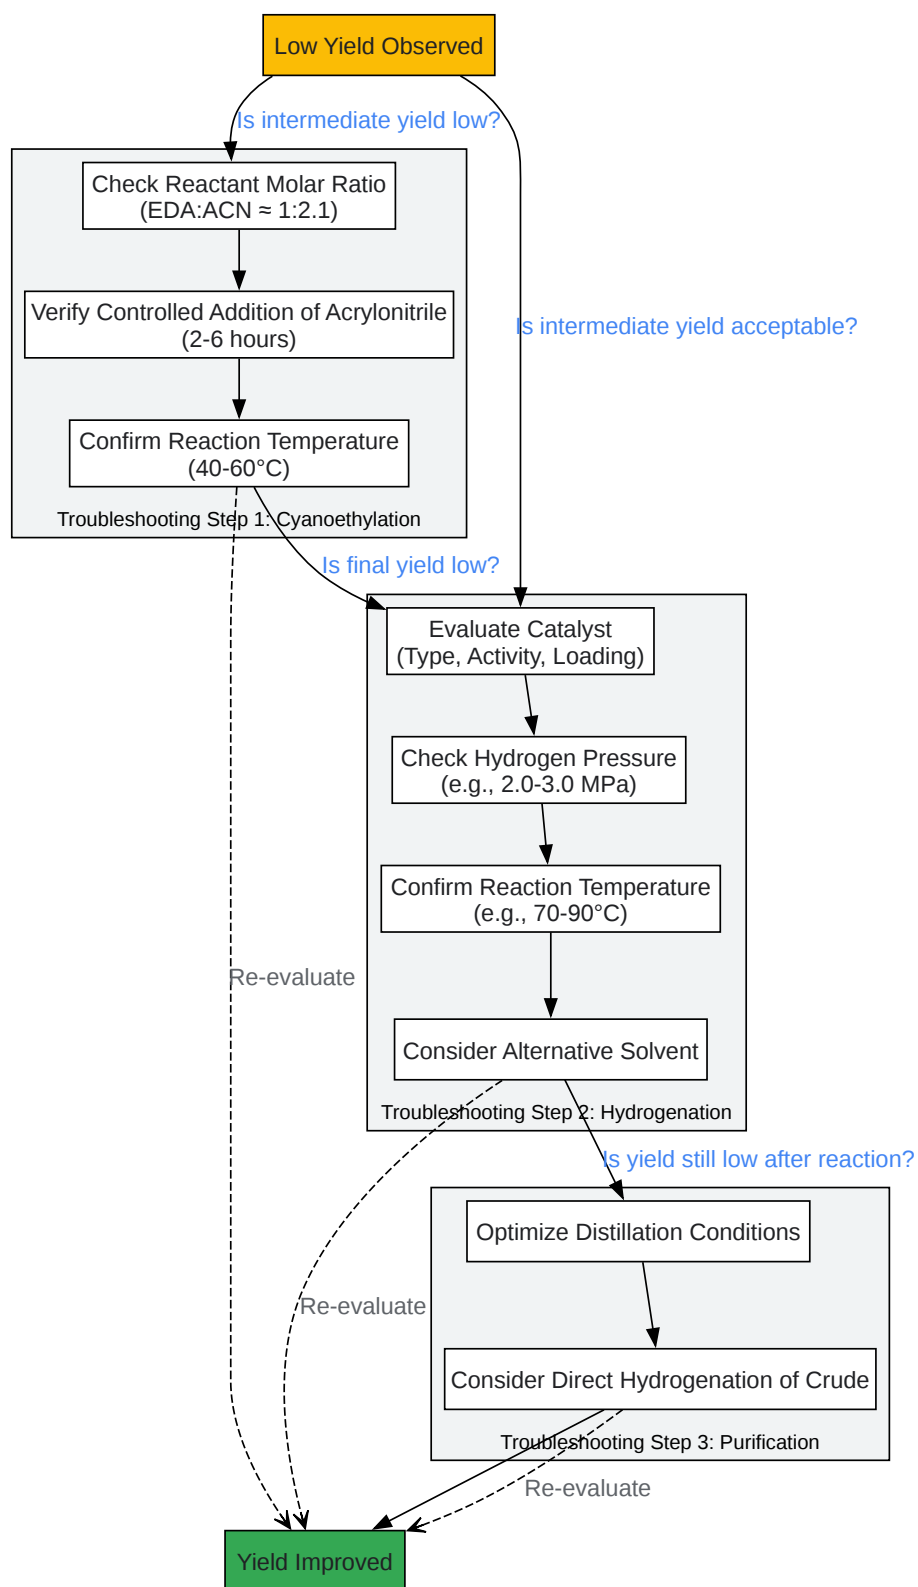 Low Yield Observed
Is intermediate yield low?
Check Reactant Molar Ratio
(EDA:ACN ≈ 1:2.1)
Verify Controlled Addition of Acrylonitrile
(2-6 hours)
Is intermediate yield acceptable?
Confirm Reaction Temperature
(40-60°C)
Troubleshooting Step 1: Cyanoethylation
Is final yield low?
Evaluate Catalyst
(Type, Activity, Loading)
Check Hydrogen Pressure
(e.g., 2.0-3.0 MPa)
Confirm Reaction Temperature
(e.g., 70-90°C)
Re-evaluate
Consider Alternative Solvent
Troubleshooting Step 2: Hydrogenation
Is yield still low after reaction?
Optimize Distillation Conditions
Re-evaluate
Consider Direct Hydrogenation of Crude
Troubleshooting Step 3: Purification
Re-evaluate
Yield Improved